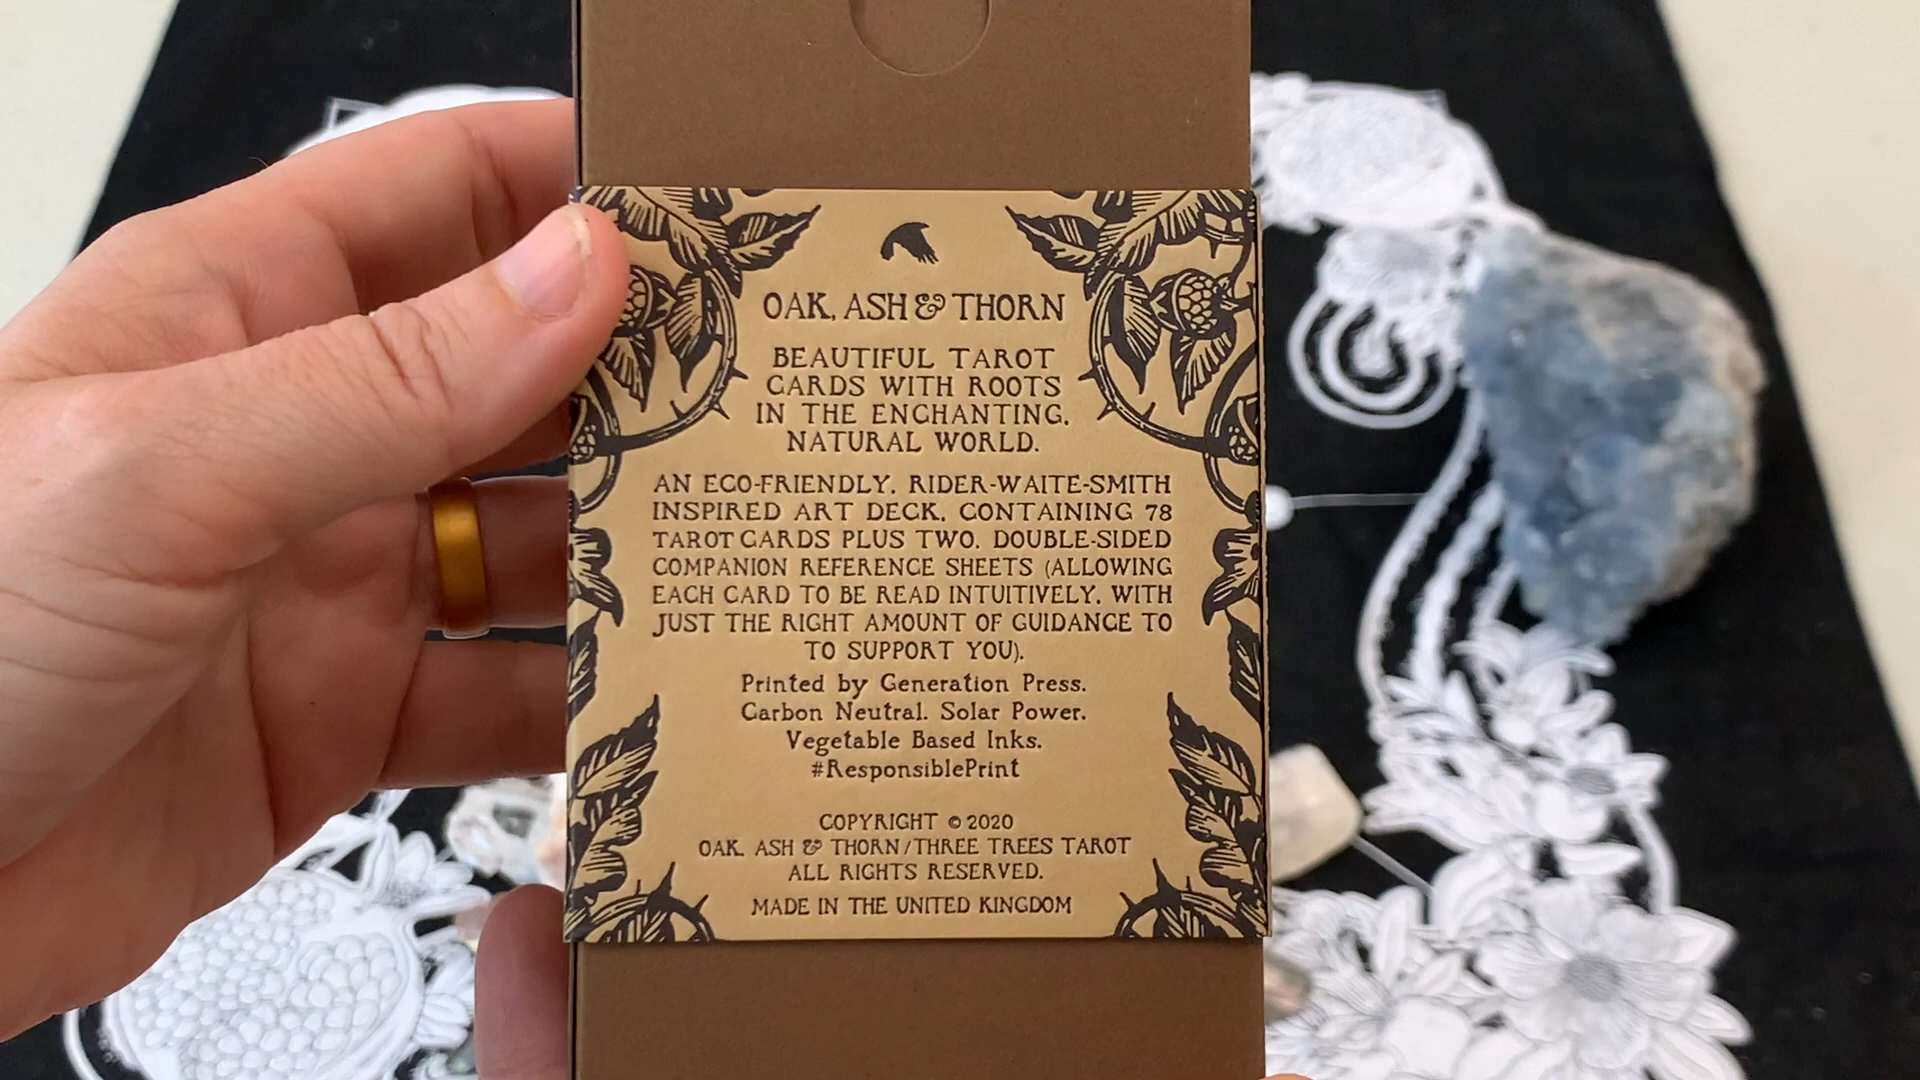 OAK, ASH & THORN
BEAUTIFUL TAROT
CARDS WITH ROOTS
IN THE ENCHANTING,
NATURAL WORLD.
AN ECO-FRIENDLY, RIDER-WAITE-SMITH
INSPIRED ART DECK, CONTAINING 78
TAROT CARDS PLUS TWO, DOUBLE-SIDED
COMPANION REFERENCE SHEETS (ALLOWING
EACH CARD TO BE READ INTUITIVELY, WITH
JUST THE RIGHT AMOUNT OF GUIDANCE TO
TO SUPPORT YOU).
Printed by Generation Press.
Carbon Neutral. Solar Power.
Vegetable Based Inks.
#ResponsiblePrint
COPYRIGHT © 2020
OAK, ASH & THORN/THREE TREES TAROT
ALL RIGHTS RESERVED.
MADE IN THE UNITED KINGDOM